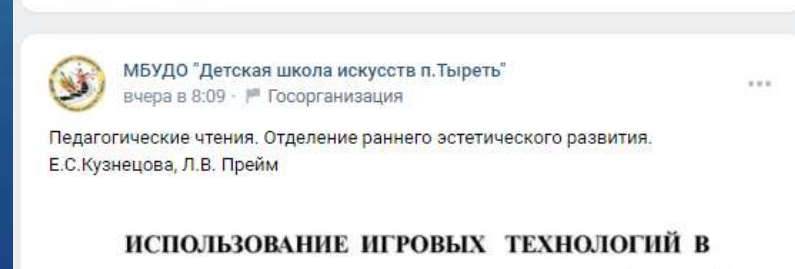 МБУДО "Детская школа искусств п.Тыреть"
вчера в 8:09 · Госорганизация
Педагогические чтения. Отделение раннего эстетического развития.
Е.С.Кузнецова, Л.В. Прейм
ИСПОЛЬЗОВАНИЕ ИГРОВЫХ ТЕХНОЛОГИЙ В